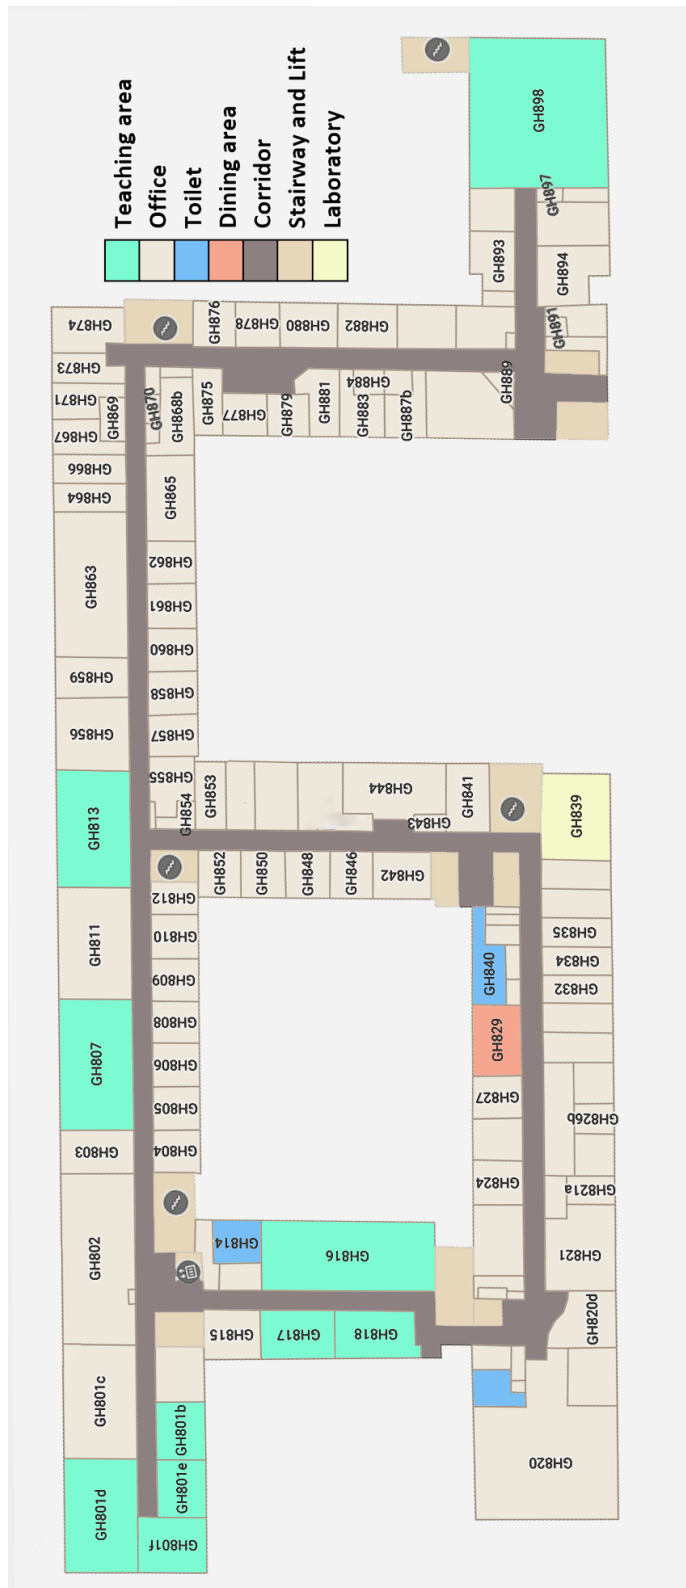 Teaching area
Office
Toilet
Dining area
Corridor
Stairway and Lift
Laboratory
GH898
GH897
GH893
GH894
GH891
GH889
GH874
GH876
GH878
GH880
GH882
GH873
GH871
GH869
GH867
GH870
GH868b
GH875
GH877
GH879
GH881
GH884
GH883
GH887b
GH866
GH864
GH865
GH863
GH862
GH861
GH860
GH859
GH858
GH856
GH857
GH855
GH854
GH853
GH844
GH843
GH841
GH839
GH813
GH852
GH850
GH848
GH846
GH842
GH812
GH811
GH810
GH809
GH808
GH807
GH806
GH805
GH804
GH803
GH840
GH835
GH834
GH832
GH829
GH827
GH826b
GH824
GH821a
GH821
GH820d
GH820
GH802
GH814
GH816
GH815
GH817
GH818
GH801c
GH801b
GH801e
GH801d
GH801f